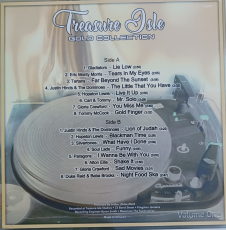 Treasure Isle
GOLD COLLECTION
Side A
1. Gladiators - Lie Low
2. Eric Monty Morris - Tears In My Eyes
3. Tartans - Far Beyond The Sunset
4. Justin Hinds & The Dominoes - The Little That You Have
5. Hopeton Lewis - Live It Up
6. Carl & Tommy - Mr. Solo
7. Gloria Crawford - You Miss Me
8. Tommy McCook - Gold Finger
Side B
1. Justin Hinds & The Dominoes - Lion of Judah
2. Hopeton Lewis - Blackman Time
3. Silvertones - What Have I Done
4. Soul Lads - Funny
5. Paragons - I Wanna Be With You
6. Alton Ellis - Shake It
7. Gloria Crawford - Sad Movies
8. Duke Reid & Baba Brooks - Night Food Ska
Volume